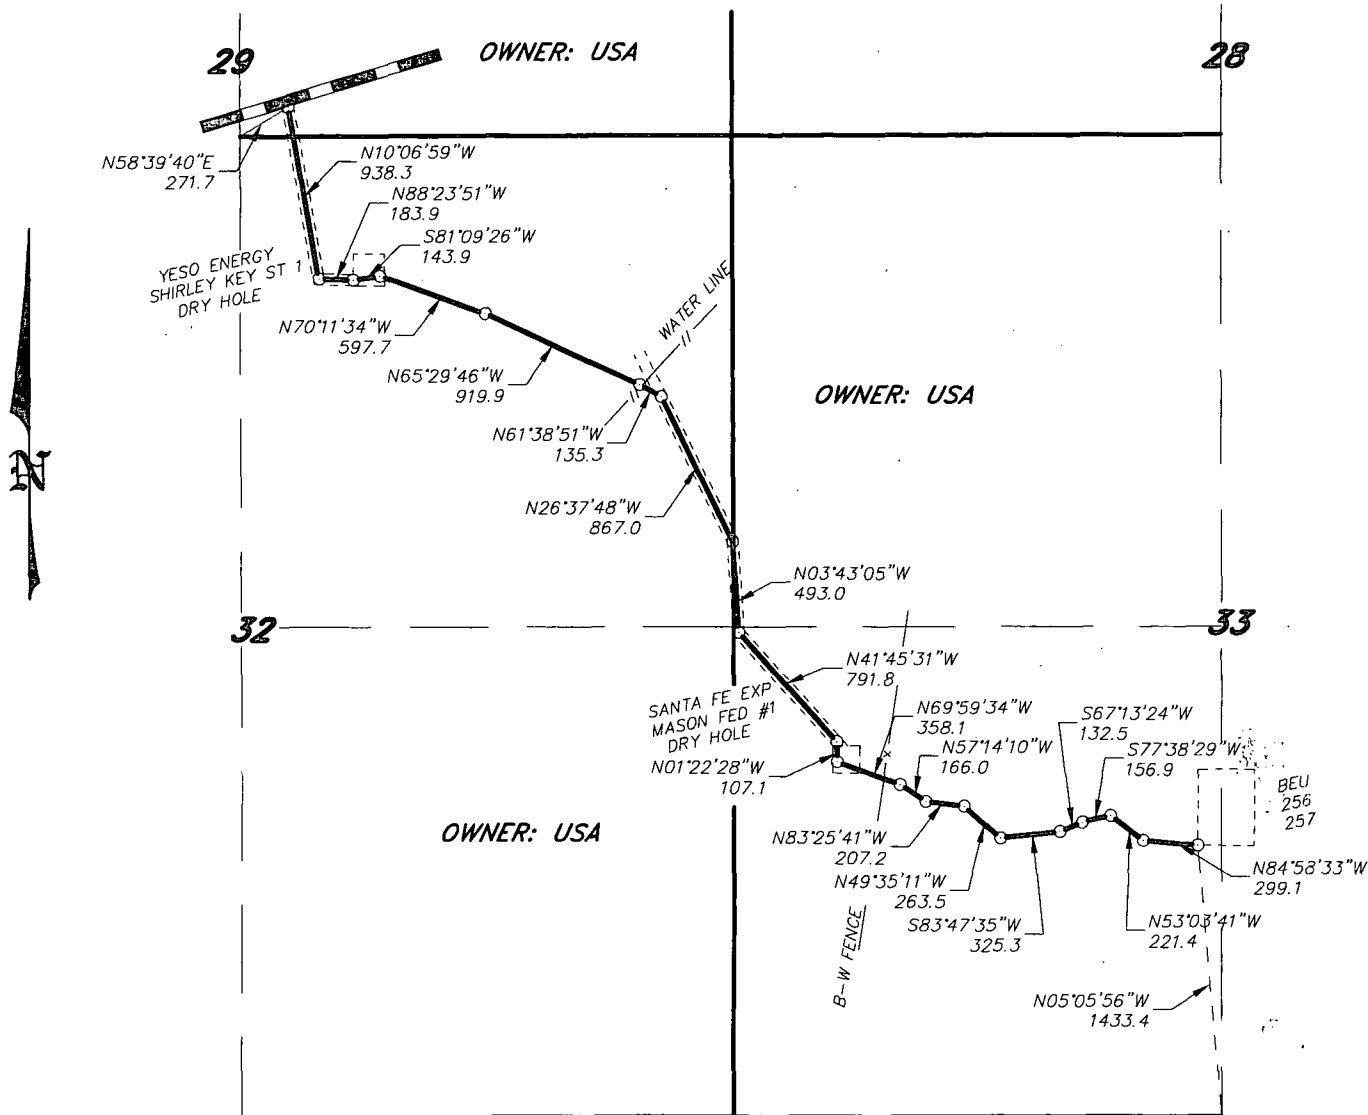 29
OWNER: USA
28
N58°39'40"E
271.7
N10°06'59"W
938.3
N88°23'51"W
183.9
S81°09'26"W
143.9
YESO ENERGY
SHIRLEY KEY ST 1
DRY HOLE
N70°11'34"W
597.7
WATER LINE
N65°29'46"W
919.9
OWNER: USA
N61°38'51"W
135.3
N
N26°37'48"W
867.0
N03°43'05"W
493.0
32
33
N41°45'31"W
791.8
SANTA FE EXP
MASON FED #1
DRY HOLE
N69°59'34"W
358.1
S67°13'24"W
132.5
N57°14'10"W
166.0
S77°38'29"W
156.9
N01°22'28"W
107.1
BEU
256
257
OWNER: USA
N83°25'41"W
207.2
N84°58'33"W
299.1
N49°35'11"W
263.5
S83°47'35"W
325.3
N53°03'41"W
221.4
B-W FENCE
N05°05'56"W
1433.4